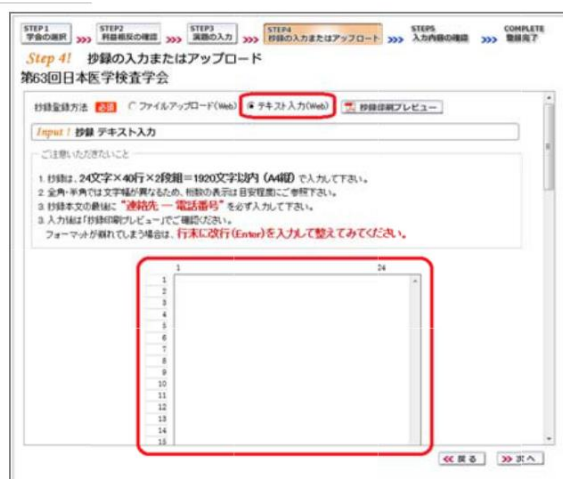 STEP1 STEP2 STEP3 STEP4 STEP5 COMPLETE
学会の選択 >>> 利益相反の確認 >>> 演題の入力 >>> 抄録の入力またはアップロード >>> 入力内容の確認 >>> 登録完了
Step 4! 抄録の入力またはアップロード
第63回日本医学検査学会
抄録登録方法 必須 ファイルアップロード(Web) テキスト入力(Web) 抄録印刷プレビュー
Input! 抄録 テキスト入力
ご注意いただきたいこと
1. 抄録は、24文字×40行×2段組=1920文字以内 (A4縦) で入力して下さい。
2. 全角・半角では文字幅が異なるため、桁数の表示は目安程度にご参照下さい。
3. 抄録本文の最後に "連絡先 ― 電話番号" を必ず入力して下さい。
3. 入力後は「抄録印刷プレビュー」でご確認ください。
フォーマットが崩れてしまう場合は、行末に改行(Enter)を入力して整えてみてください。
1 24
1
2
3
4
5
6
7
8
9
10
11
12
13
14
15
<< 戻る >> 次へ